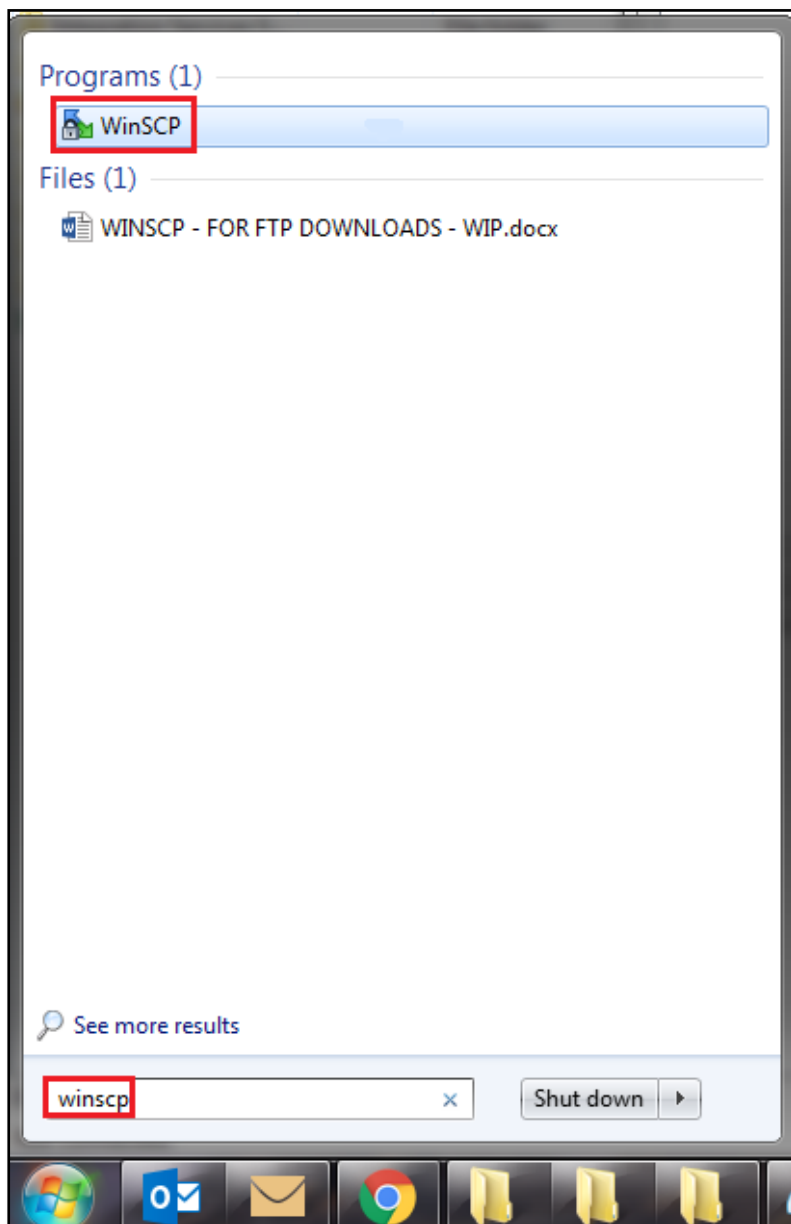 Programs (1)
WinSCP
Files (1)
WINSCP - FOR FTP DOWNLOADS - WIP.docx
See more results
winscp
Shut down